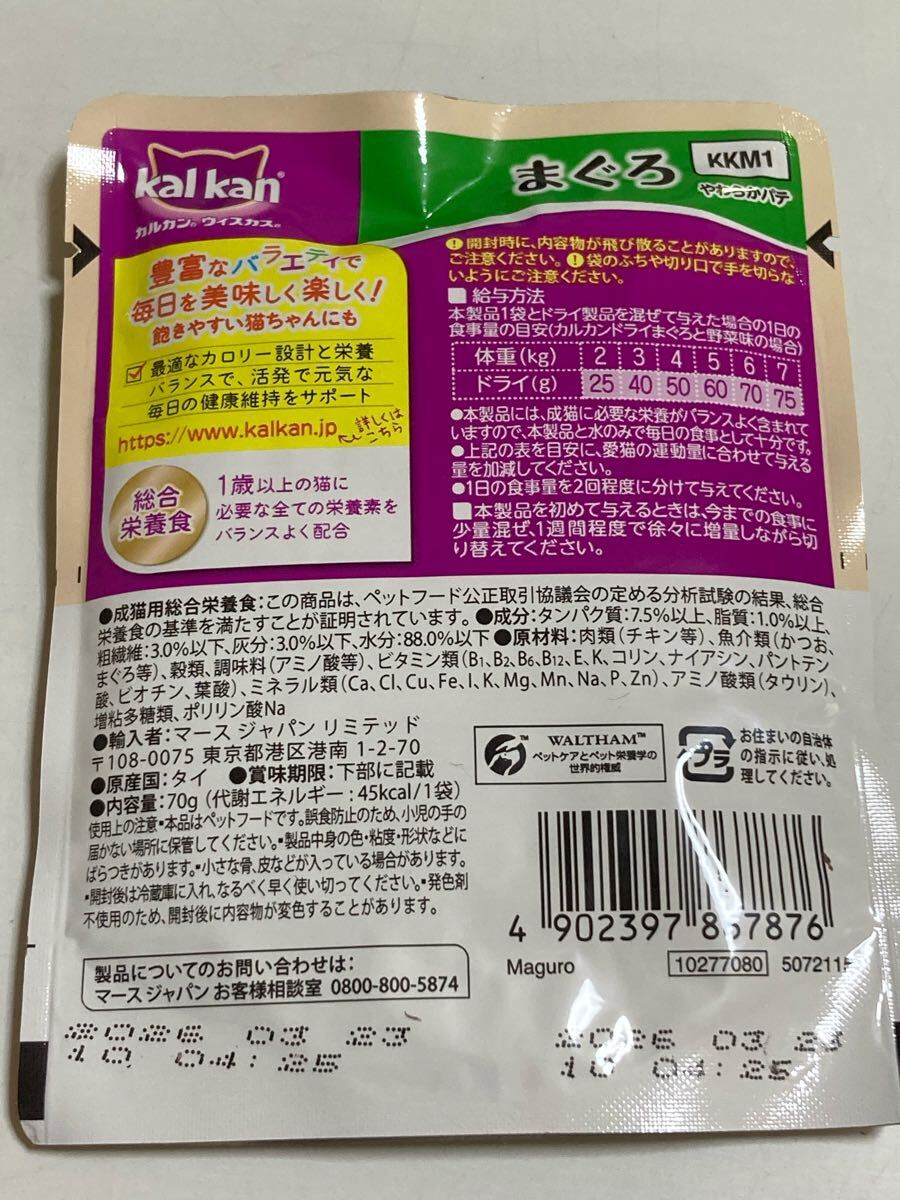 kal kan®
カルカン® ウィスカス®
まぐろ
KKM1
やわらかパテ
豊富なバラエティで
毎日を美味しく楽しく!
飽きやすい猫ちゃんにも
最適なカロリー設計と栄養
バランスで、活発で元気な
毎日の健康維持をサポート
https://www.kalkan.jp
詳しくは
こちら
総合
栄養食
1歳以上の猫に
必要な全ての栄養素を
バランスよく配合
! 開封時に、内容物が飛び散ることがありますので、
ご注意ください。! 袋のふちや切り口で手を切らな
いようにご注意ください。
■ 給与方法
本製品1袋とドライ製品を混ぜて与えた場合の1日の
食事量の目安(カルカンドライまぐろと野菜味の場合)
体重(kg) 2 3 4 5 6 7
ドライ(g) 25 40 50 60 70 75
●本製品には、成猫に必要な栄養がバランスよく含まれて
いますので、本製品と水のみで毎日の食事として十分です。
●上記の表を目安に、愛猫の運動量に合わせて与える
量を加減してください。
●1日の食事量を2回程度に分けて与えてください。
■本製品を初めて与えるときは、今までの食事に
少量混ぜ、1週間程度で徐々に増量しながら切
り替えてください。
●成猫用総合栄養食:この商品は、ペットフード公正取引協議会の定める分析試験の結果、総合
栄養食の基準を満たすことが証明されています。●成分:タンパク質:7.5%以上、脂質:1.0%以上、
粗繊維:3.0%以下、灰分:3.0%以下、水分:88.0%以下 ●原材料:肉類(チキン等)、魚介類(かつお、
まぐろ等)、穀類、調味料(アミノ酸等)、ビタミン類(B1、B2、B6、B12、E、K、コリン、ナイアシン、パントテン
酸、ビオチン、葉酸)、ミネラル類(Ca、Cl、Cu、Fe、I、K、Mg、Mn、Na、P、Zn)、アミノ酸類(タウリン)、
増粘多糖類、ポリリン酸Na
●輸入者:マース ジャパン リミテッド
〒108-0075 東京都港区港南 1-2-70
●原産国:タイ ●賞味期限:下部に記載
●内容量:70g (代謝エネルギー:45kcal/1袋)
使用上の注意・本品はペットフードです。誤食防止のため、小児の手の
届かない場所に保管してください。・製品中身の色・粘度・形状などに
ばらつきがあります。・小さな骨、皮などが入っている場合があります。
・開封後は冷蔵庫に入れ、なるべく早く使い切ってください。・発色剤
不使用のため、開封後に内容物が変色することがあります。
WALTHAM™
ペットケアとペット栄養学の
世界的権威
プラ
お住まいの自治体
の指示に従い、処
理してください。
4 902397 857876
Maguro
10277080
507211
製品についてのお問い合わせは:
マース ジャパン お客様相談室 0800-800-5874
2026 03 23
10 04:25
2026 03 23
10 04:25